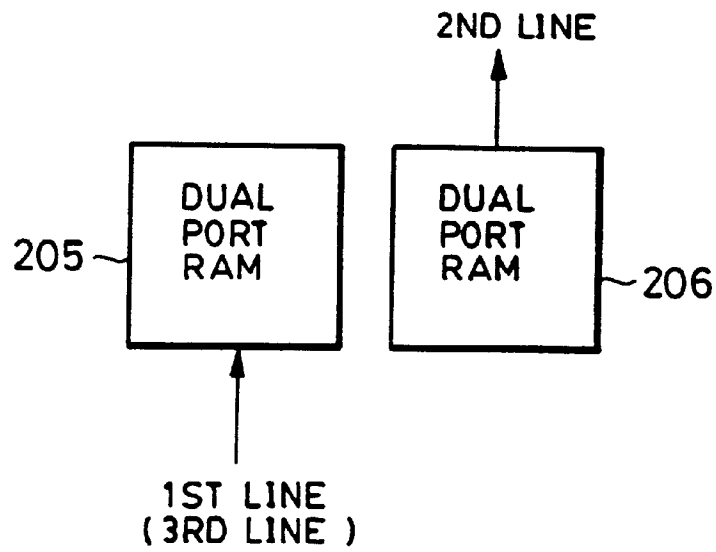 2ND LINE
DUAL
PORT
RAM
205
DUAL
PORT
RAM
206
1ST LINE
(3RD LINE )